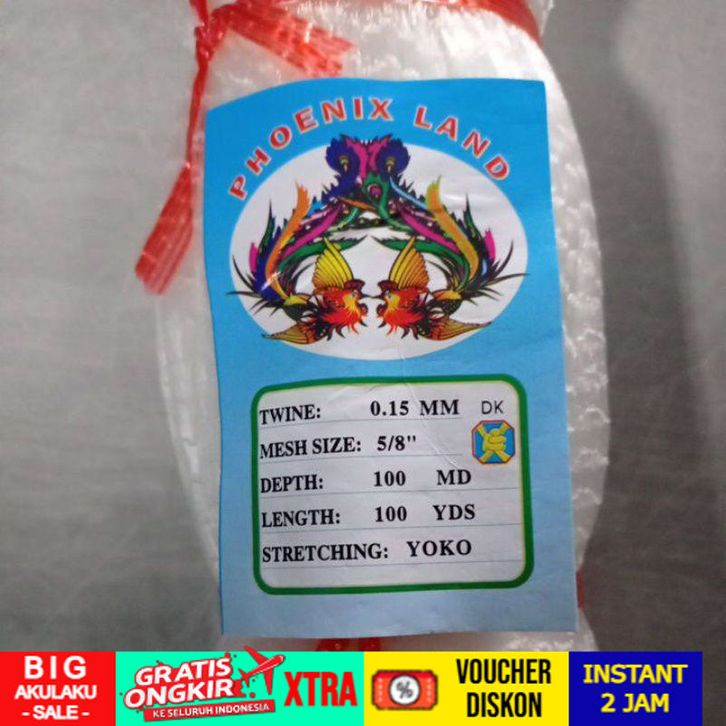 PHOENIX LAND
TWINE: 0.15 MM DK
MESH SIZE: 5/8"
DEPTH: 100 MD
LENGTH: 100 YDS
STRETCHING: YOKO
BIG
AKULAKU
- SALE -
GRATIS
ONGKIR
KE SELURUH INDONESIA
XTRA
%
VOUCHER
DISKON
INSTANT
2 JAM